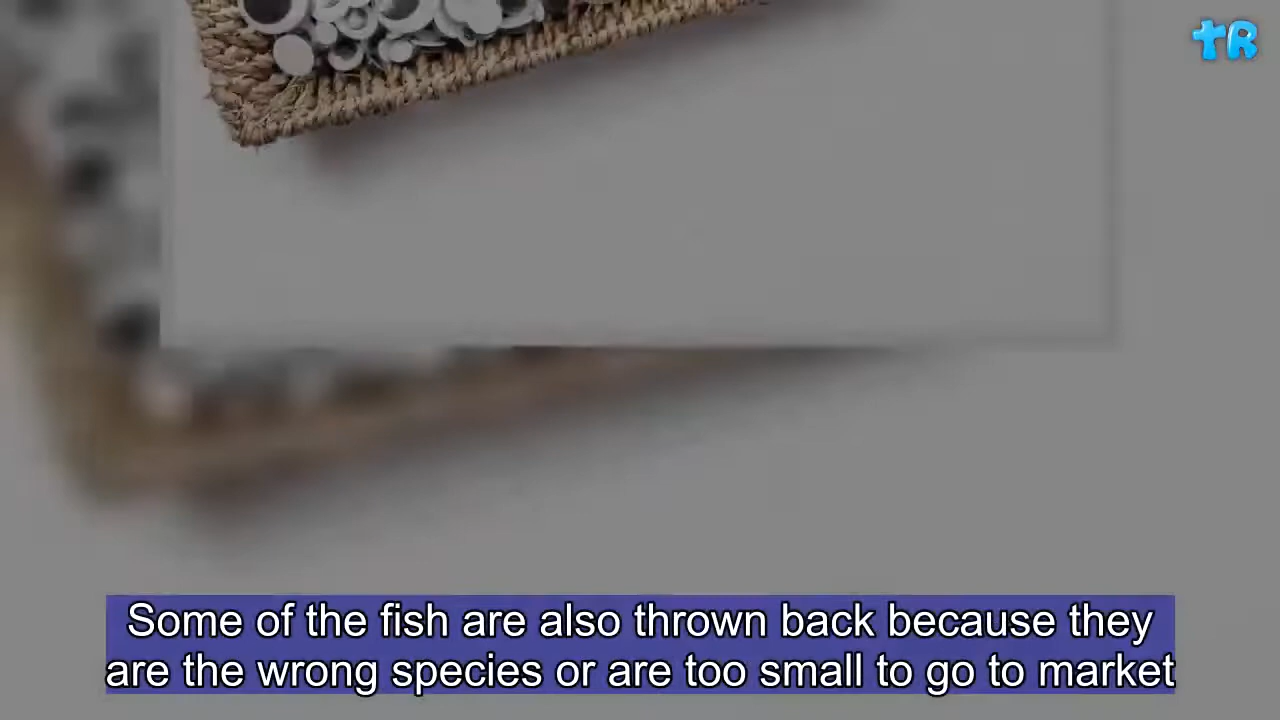 tR
Some of the fish are also thrown back because they
are the wrong species or are too small to go to market